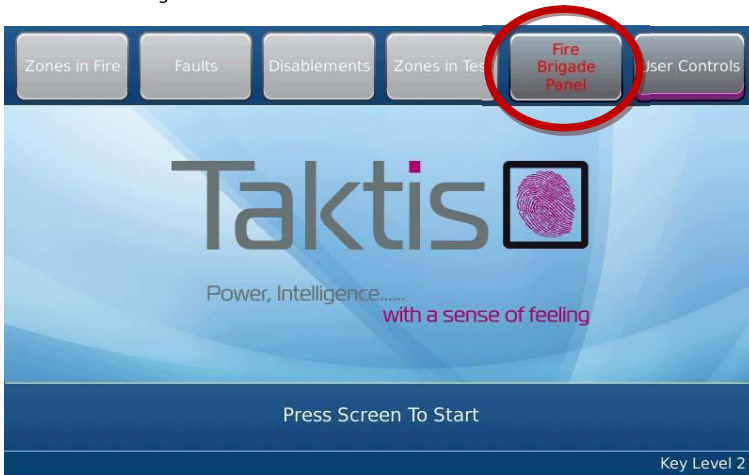 Zones in Fire
Faults
Disablements
Zones in Tes
Fire
Brigade
Panel
User Controls
Taktis
Power, Intelligence......
with a sense of feeling
Press Screen To Start
Key Level 2